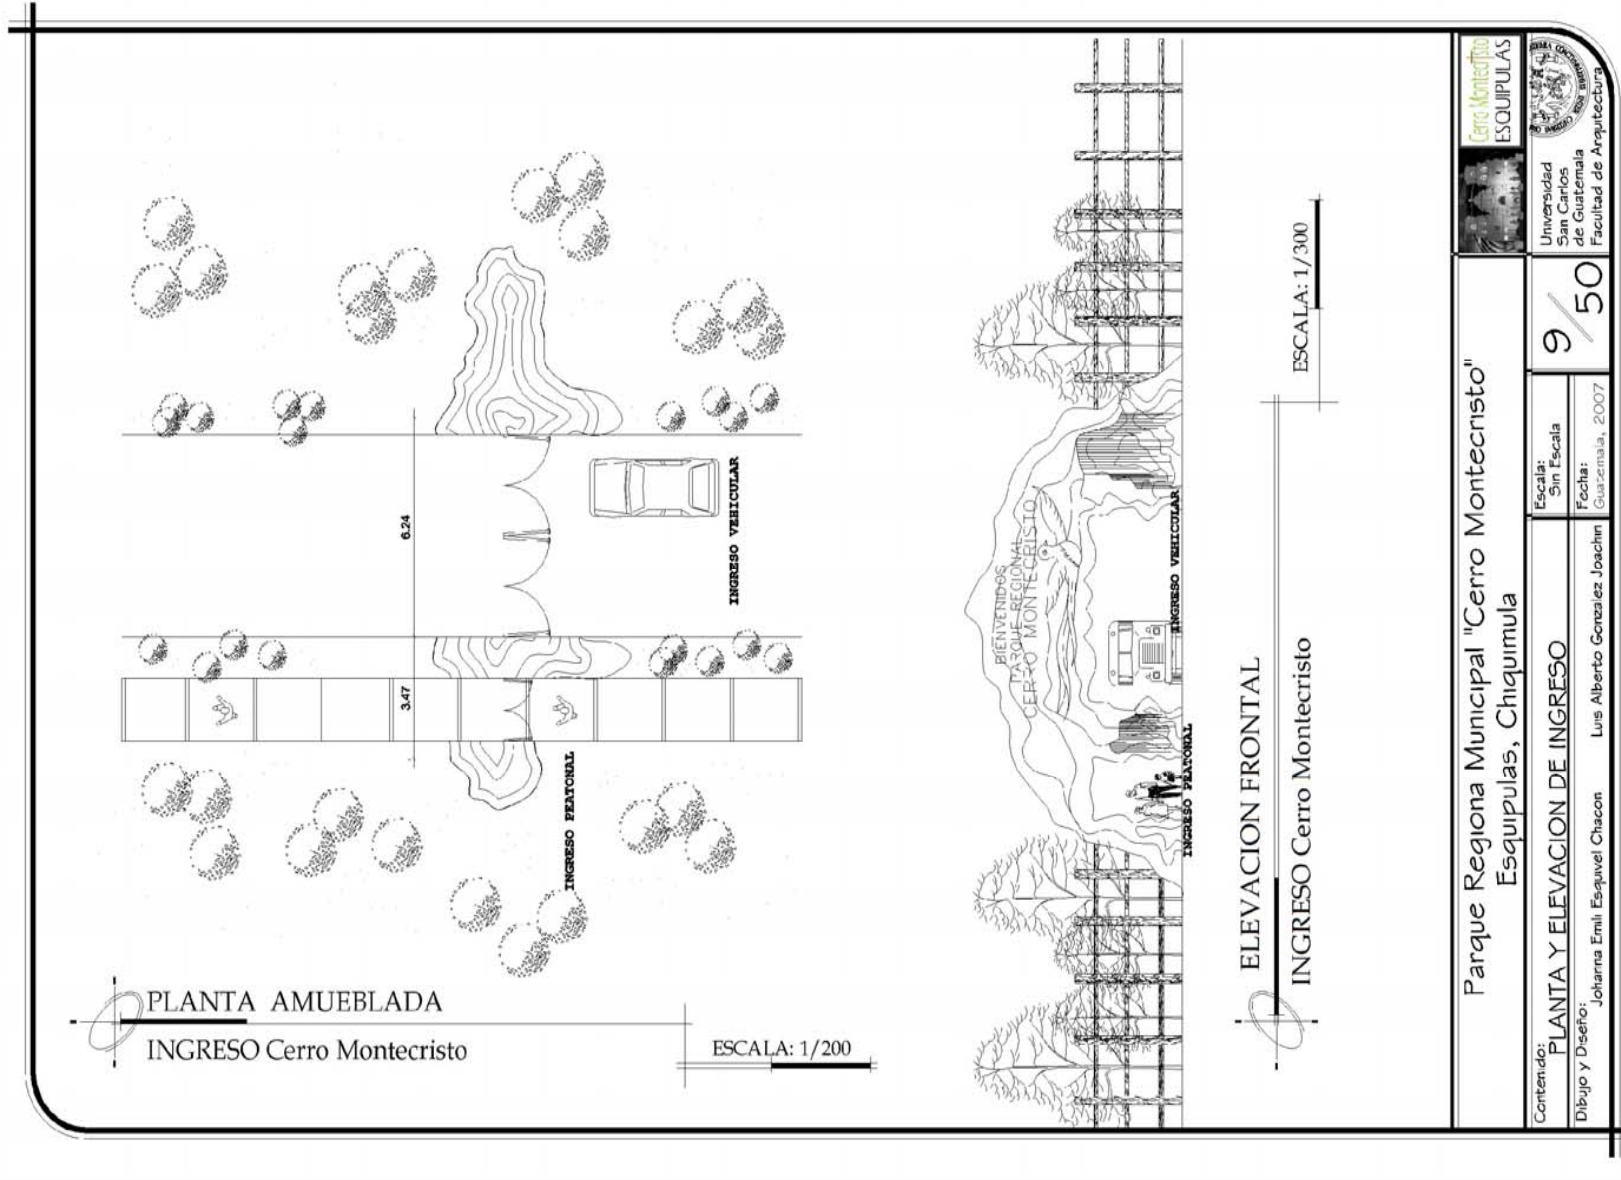 6.24
3.47
INGRESO VEHICULAR
INGRESO PEATONAL
PLANTA AMUEBLADA
INGRESO Cerro Montecristo
ESCALA: 1/200
BIENVENIDOS
PARQUE REGIONAL
CERRO MONTECRISTO
INGRESO VEHICULAR
INGRESO PEATONAL
ELEVACION FRONTAL
INGRESO Cerro Montecristo
ESCALA: 1/300
Parque Regiona Municipal "Cerro Montecristo"
Esquipulas, Chiquimula
Cerro Montecristo
ESQUIPULAS
Contenido:
PLANTA Y ELEVACION DE INGRESO
Dibujo y Diseño:
Johanna Emili Esquivel Chacon
Luis Alberto Gonzalez Joachin
Escala:
Sin Escala
Fecha:
Guatemala, 2007
9/50
Universidad
San Carlos
de Guatemala
Facultad de Arquitectura